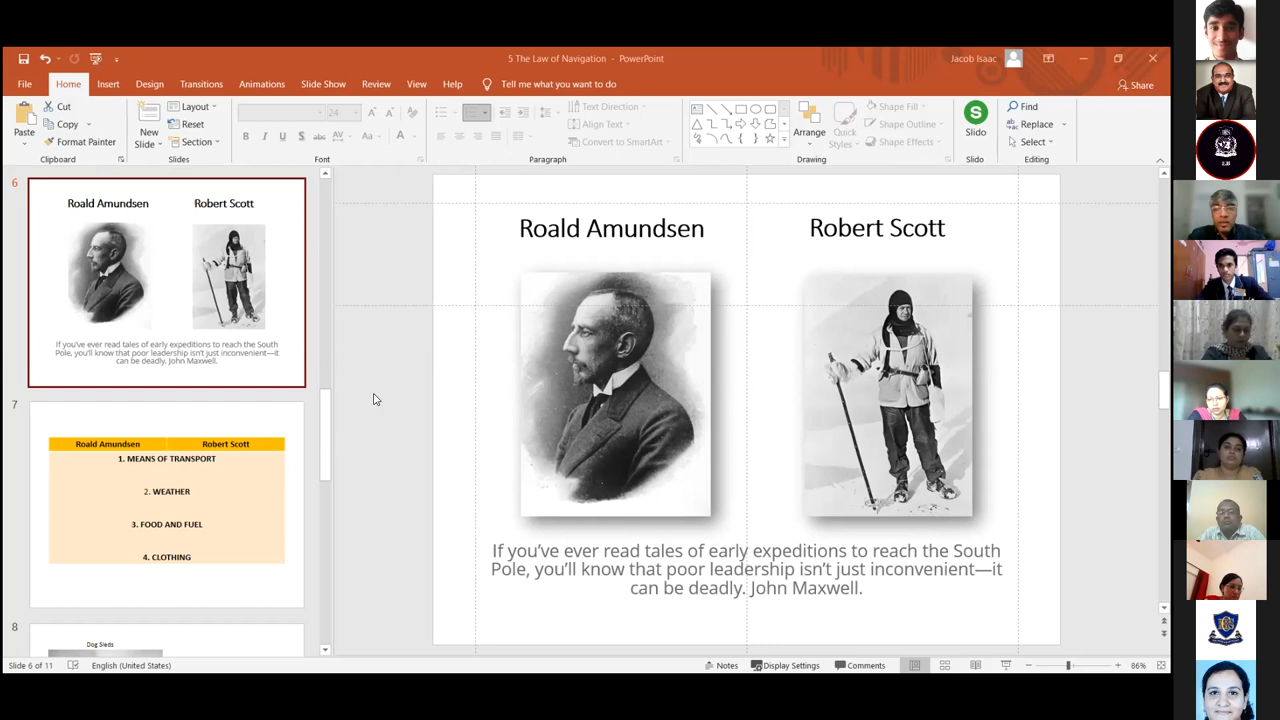 5 The Law of Navigation - PowerPoint
Jacob Isaac
File Home Insert Design Transitions Animations Slide Show Review View Help Tell me what you want to do
Share
Paste
Cut
Copy
Format Painter
Clipboard
New
Slide
Layout
Reset
Section
Slides
24
Font
Text Direction
Align Text
Convert to SmartArt
Paragraph
Arrange
Quick
Styles
Shape Fill
Shape Outline
Shape Effects
Drawing
Slido
Slido
Find
Replace
Select
Editing
6
Roald Amundsen Robert Scott
If you've ever read tales of early expeditions to reach the South
Pole, you'll know that poor leadership isn't just inconvenient—it
can be deadly. John Maxwell.
7
Roald Amundsen Robert Scott
1. MEANS OF TRANSPORT
2. WEATHER
3. FOOD AND FUEL
4. CLOTHING
8
Dog Sleds
Roald Amundsen Robert Scott
If you've ever read tales of early expeditions to reach the South
Pole, you'll know that poor leadership isn't just inconvenient—it
can be deadly. John Maxwell.
Slide 6 of 11 English (United States) Notes Display Settings Comments 86%